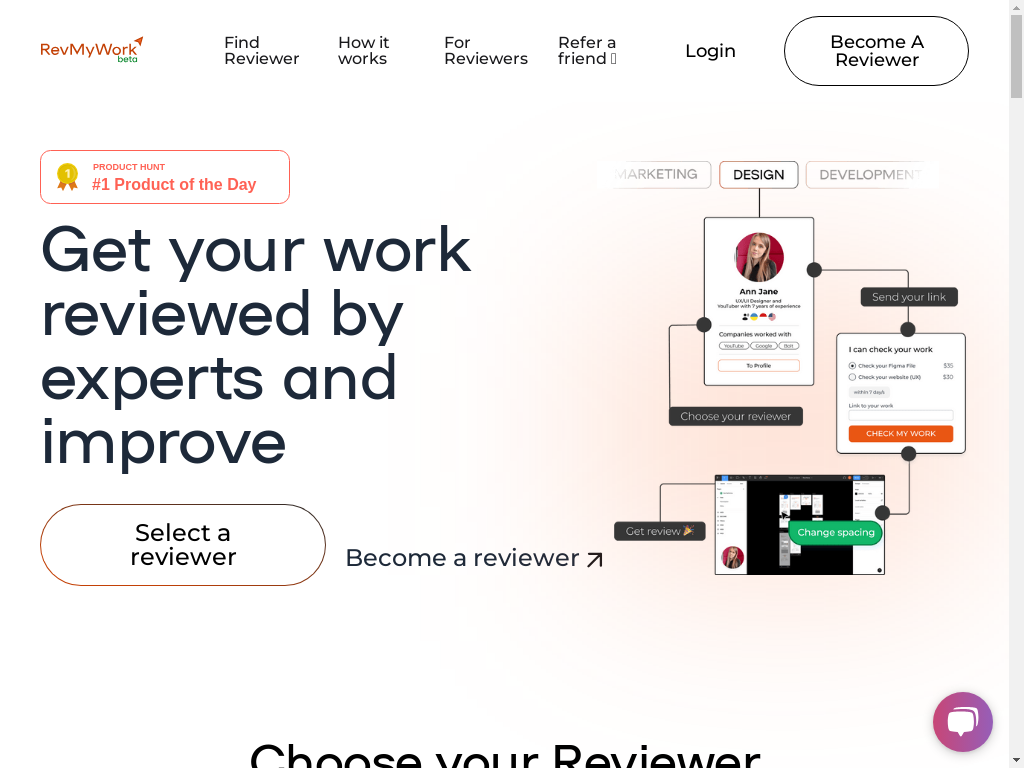 RevMyWork
beta
Find
Reviewer
How it
works
For
Reviewers
Refer a
friend
Login
Become A
Reviewer
PRODUCT HUNT
1
#1 Product of the Day
Get your work
reviewed by
experts and
improve
Select a
reviewer
Become a reviewer
MARKETING
DESIGN
DEVELOPMENT
Ann Jane
UX/UI Designer and
YouTuber with 7 years of experience
Companies worked with
YouTube
Google
Bolt
To Profile
Send your link
I can check your work
Check your Figma File $35
Check your website (UX) $30
within 7 days
Link to your work
CHECK MY WORK
Choose your reviewer
Get review 🎉
Change spacing
Choose your Reviewer